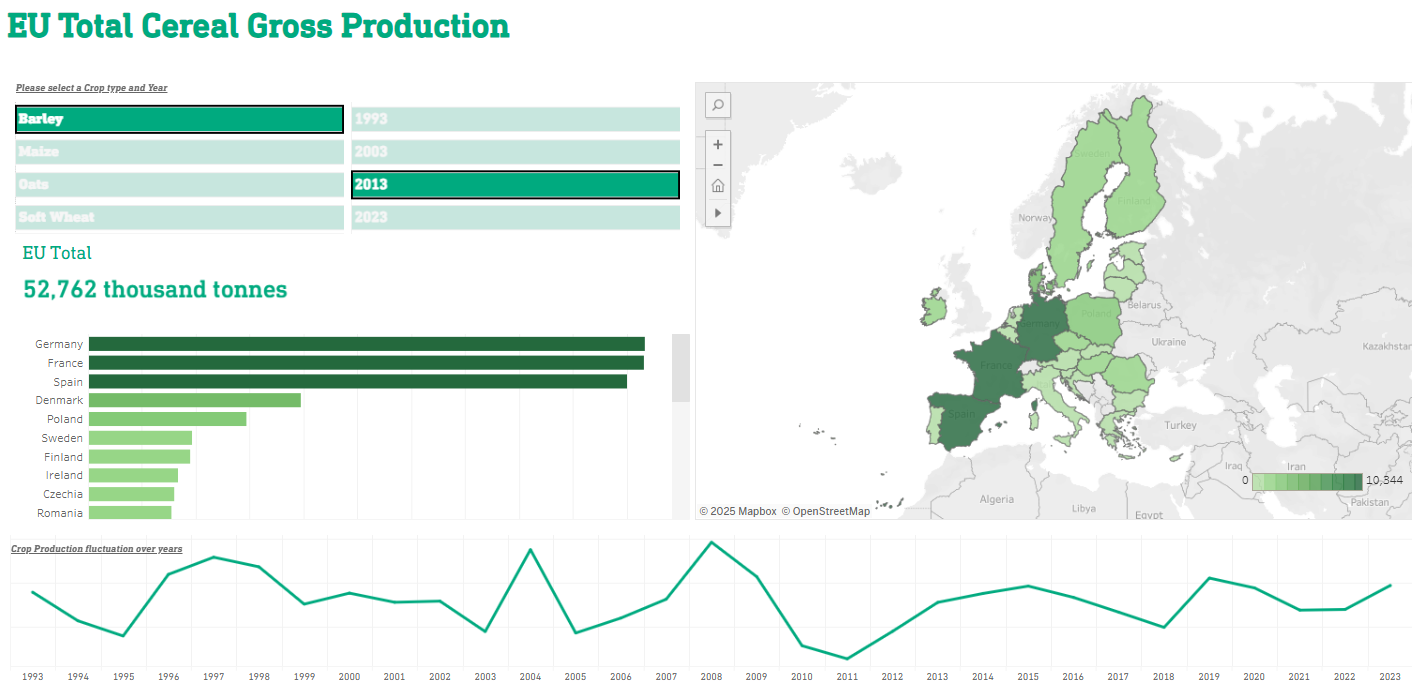 EU Total Cereal Gross Production
Please select a Crop type and Year
Barley
1993
Maize
2003
Oats
2013
Soft Wheat
2023
EU Total
52,762 thousand tonnes
Germany
France
Spain
Denmark
Poland
Sweden
Finland
Ireland
Czechia
Romania
Sweden
Finland
Norway
Belarus
Poland
Germany
Ukraine
Kazakhstan
France
Spain
Turkey
Iraq
Iran
0
10,344
Algeria
Libya
Egypt
Pakistan
© 2025 Mapbox © OpenStreetMap
Crop Production fluctuation over years
1993 1994 1995 1996 1997 1998 1999 2000 2001 2002 2003 2004 2005 2006 2007 2008 2009 2010 2011 2012 2013 2014 2015 2016 2017 2018 2019 2020 2021 2022 2023